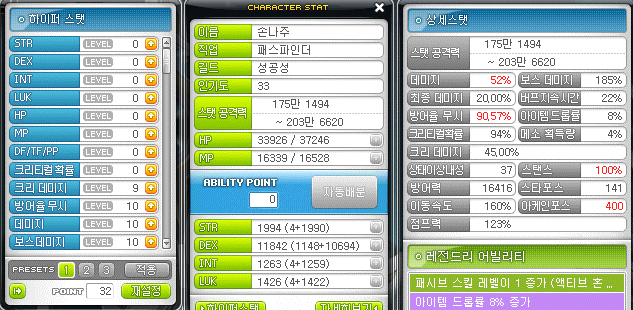 하이퍼 스탯
STR LEVEL 0
DEX LEVEL 0
INT LEVEL 0
LUK LEVEL 0
HP LEVEL 0
MP LEVEL 0
DF/TF/PP LEVEL 0
크리티컬 확률 LEVEL 0
크리 데미지 LEVEL 9
방어율 무시 LEVEL 10
데미지 LEVEL 10
보스데미지 LEVEL 10
PRESETS 1 2 3 적용
POINT 32 재설정
CHARACTER STAT
이름 손나주
직업 패스파인더
길드 성공성
인기도 33
스탯 공격력 175만 1494
~ 203만 6620
HP 33926 / 37246
MP 16339 / 16528
ABILITY POINT
0
자동배분
STR 1994 (4+1990)
DEX 11842 (1148+10694)
INT 1263 (4+1259)
LUK 1426 (4+1422)
하이퍼스탯 자세히보기
상세스탯
스탯 공격력 175만 1494
~ 203만 6620
데미지 52% 보스 데미지 185%
최종 데미지 20,00% 버프지속시간 22%
방어율 무시 90,57% 아이템드롭률 8%
크리티컬확률 94% 메소 획득량 4%
크리 데미지 45,00%
상태이상내성 37 스탠스 100%
방어력 16416 스타포스 141
이동속도 160% 아케인포스 400
점프력 123%
레전드리 어빌리티
패시브 스킬 레벨이 1 증가 (액티브 혼 ...
아이템 드롭률 8% 증가